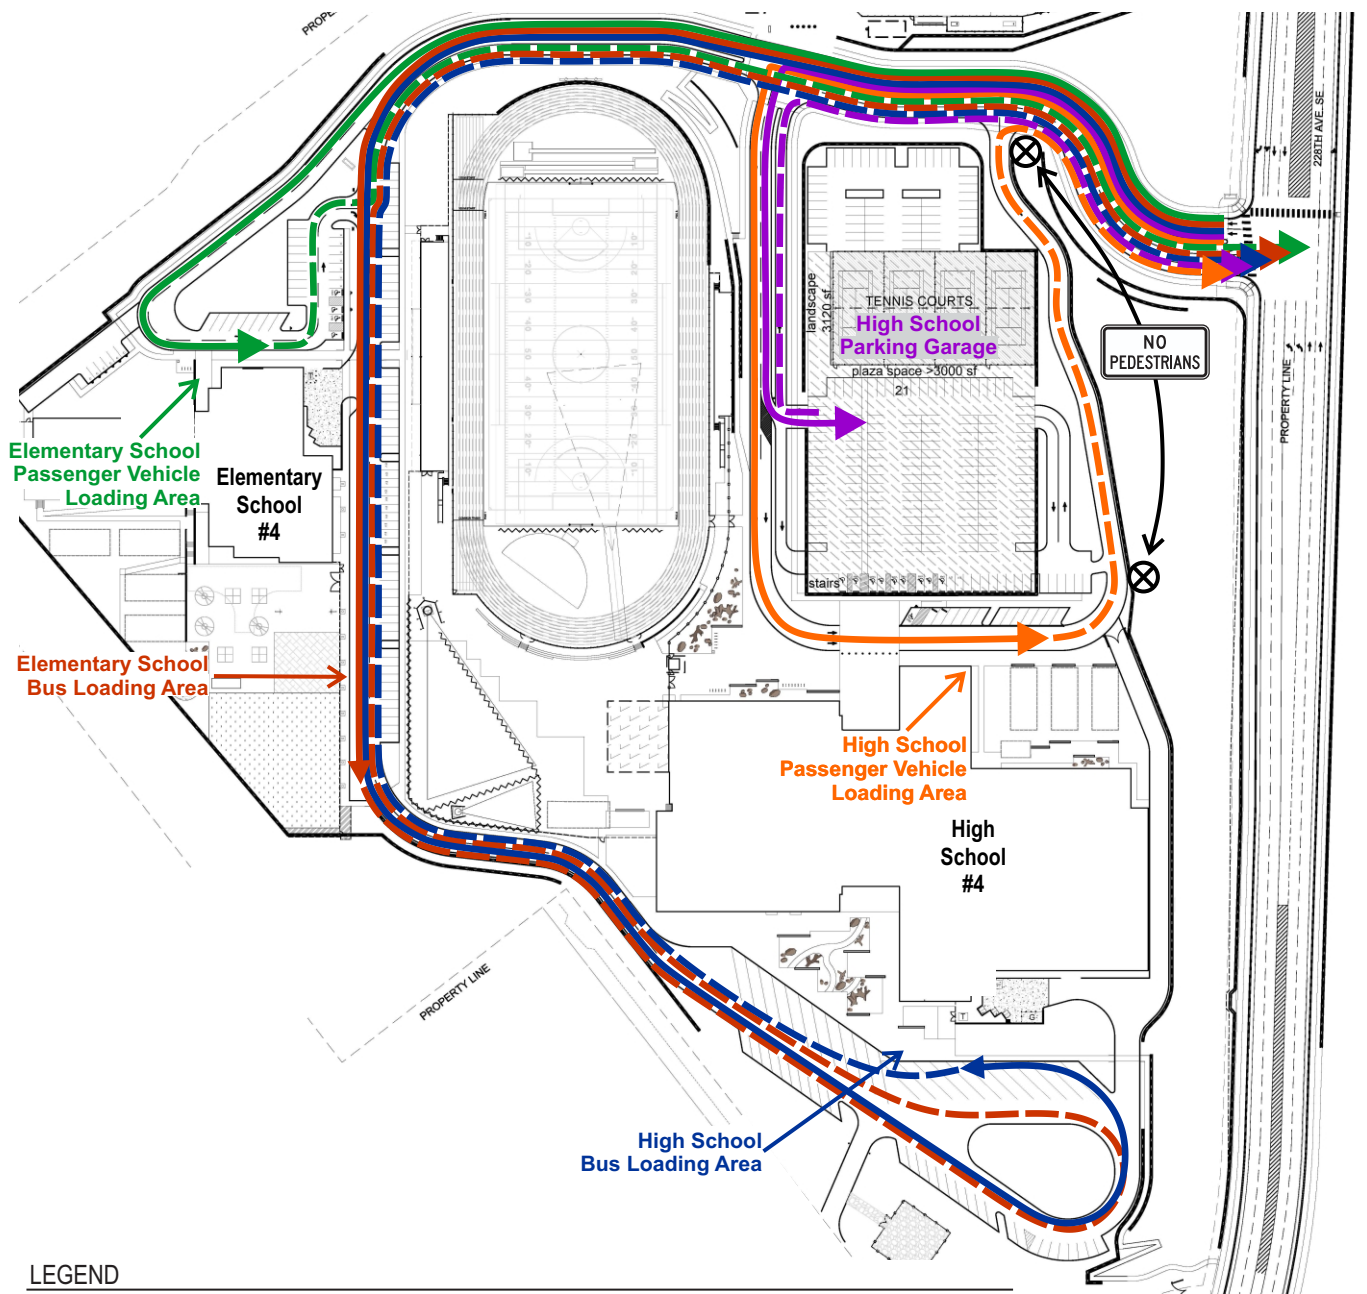 PROPE
228TH AVE. SE
landscape
3120 sf
TENNIS COURTS
High School
Parking Garage
plaza space >3000 sf
21
NO
PEDESTRIANS
PROPERTY LINE
Elementary School
Passenger Vehicle
Loading Area
Elementary
School
#4
stairs
Elementary School
Bus Loading Area
High School
Passenger Vehicle
Loading Area
High
School
#4
PROPERTY LINE
T
G
High School
Bus Loading Area
LEGEND